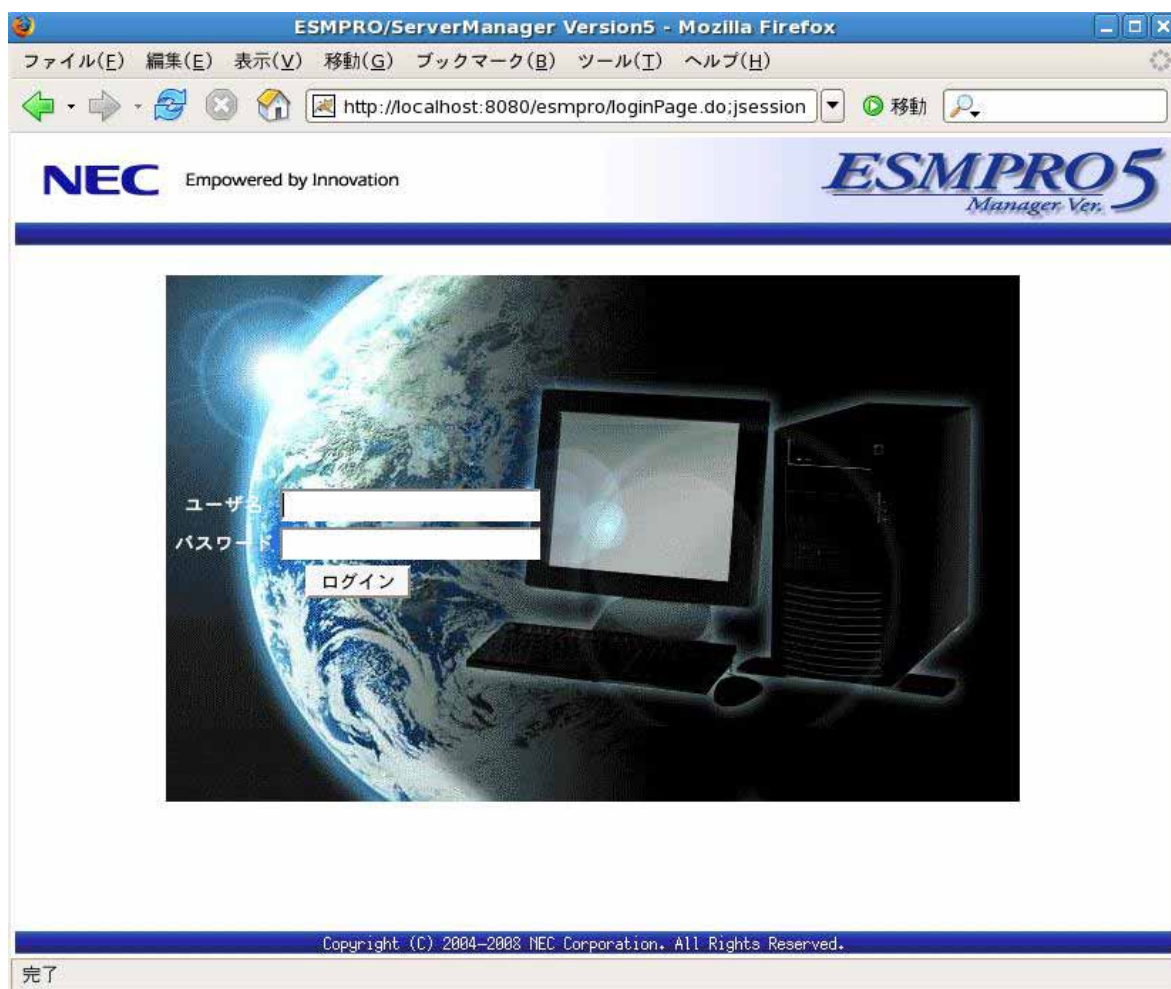 ESMPRO/ServerManager Version5 - Mozilla Firefox
ファイル(F) 編集(E) 表示(V) 移動(G) ブックマーク(B) ツール(T) ヘルプ(H)
http://localhost:8080/esmpro/loginPage.do;jsession 移動
NEC Empowered by Innovation
ESMPRO5
Manager Ver.
ユーザ名
パスワード
ログイン
Copyright (C) 2004-2008 NEC Corporation. All Rights Reserved.
完了